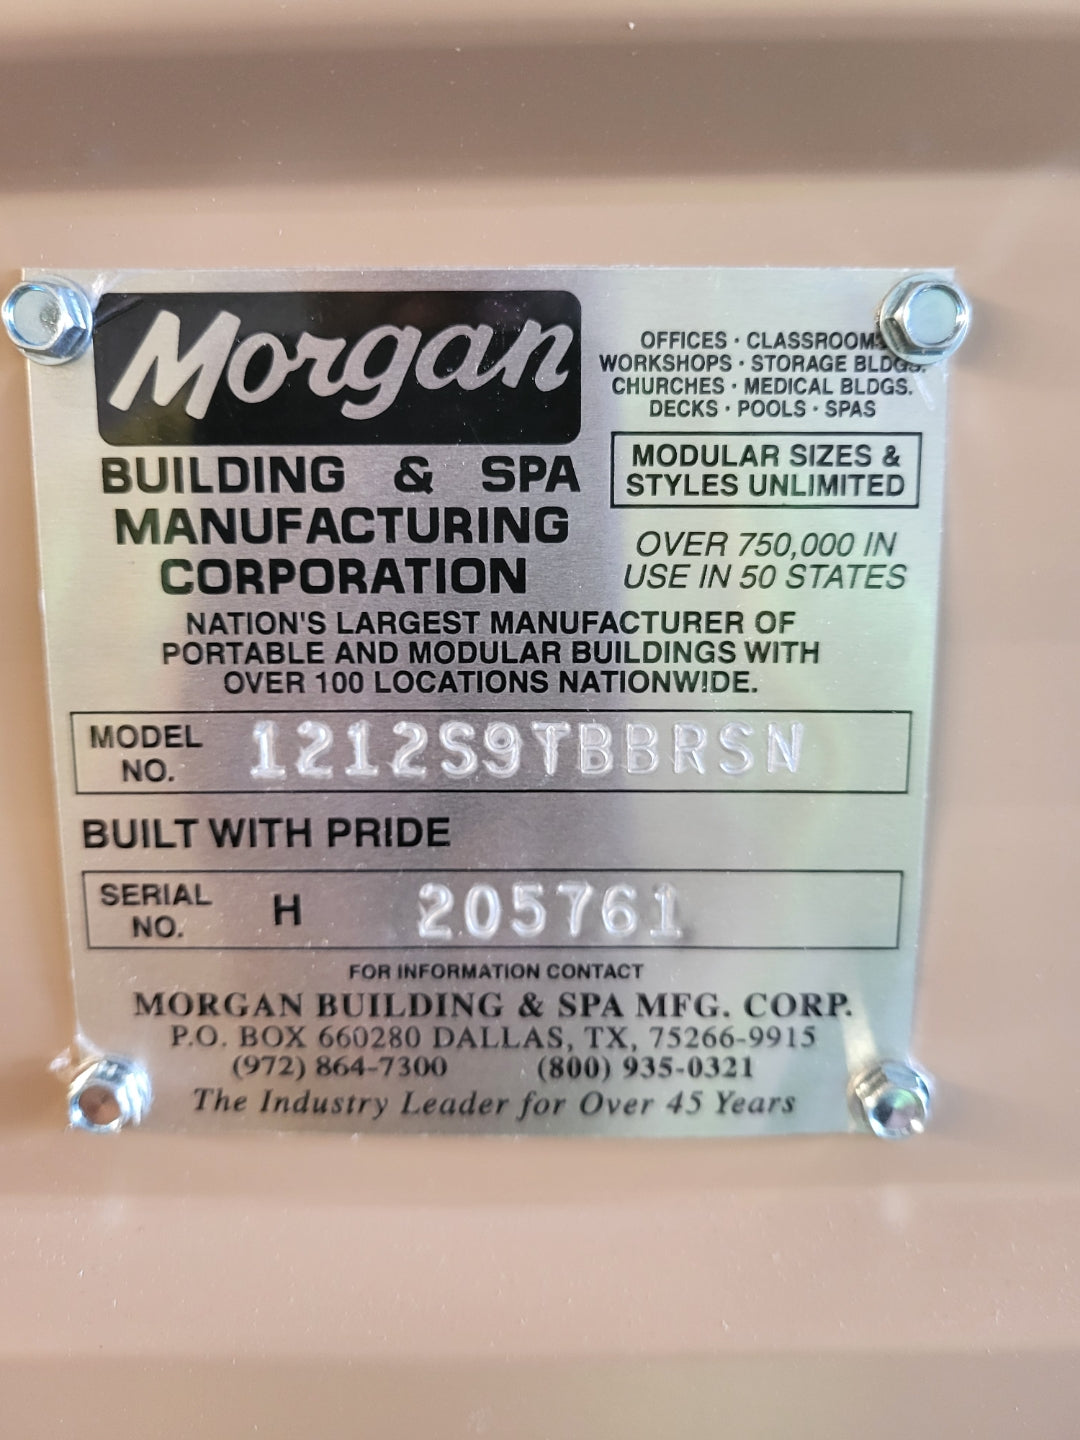 Morgan
BUILDING & SPA
MANUFACTURING
CORPORATION
OFFICES · CLASSROOMS
WORKSHOPS · STORAGE BLDGS.
CHURCHES · MEDICAL BLDGS.
DECKS · POOLS · SPAS
MODULAR SIZES &
STYLES UNLIMITED
OVER 750,000 IN
USE IN 50 STATES
NATION'S LARGEST MANUFACTURER OF
PORTABLE AND MODULAR BUILDINGS WITH
OVER 100 LOCATIONS NATIONWIDE.
MODEL NO. 1212S9TBBRSN
BUILT WITH PRIDE
SERIAL NO. H 205761
FOR INFORMATION CONTACT
MORGAN BUILDING & SPA MFG. CORP.
P.O. BOX 660280 DALLAS, TX, 75266-9915
(972) 864-7300 (800) 935-0321
The Industry Leader for Over 45 Years